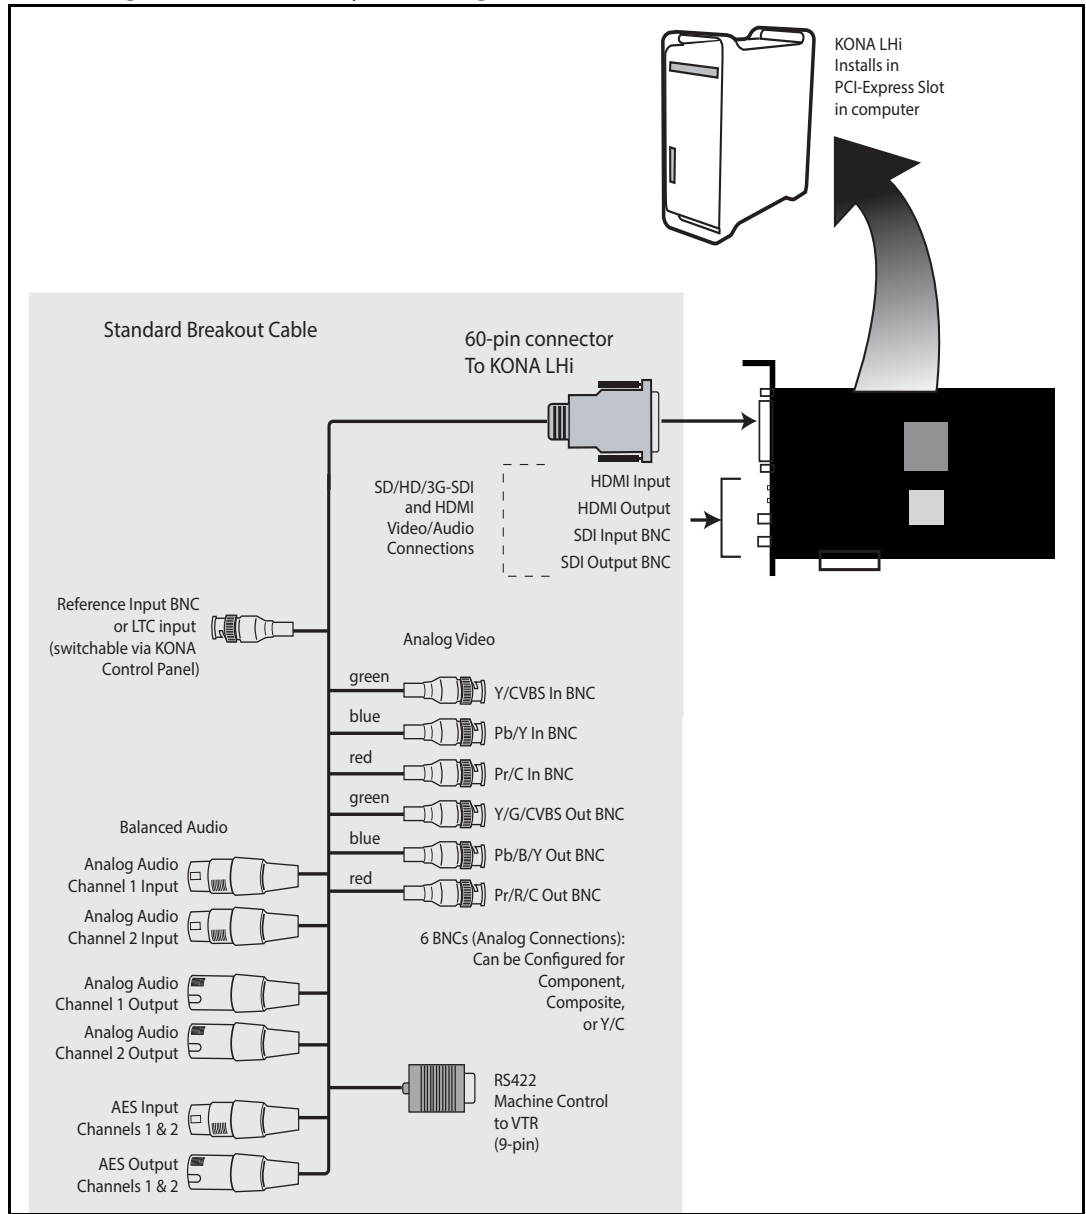 KONA LHi
Installs in
PCI-Express Slot
in computer
Standard Breakout Cable
60-pin connector
To KONA LHi
SD/HD/3G-SDI
and HDMI
Video/Audio
Connections
HDMI Input
HDMI Output
SDI Input BNC
SDI Output BNC
Reference Input BNC
or LTC input
(switchable via KONA
Control Panel)
Analog Video
green
Y/CVBS In BNC
blue
Pb/Y In BNC
red
Pr/C In BNC
green
Y/G/CVBS Out BNC
blue
Pb/B/Y Out BNC
red
Pr/R/C Out BNC
6 BNCs (Analog Connections):
Can be Configured for
Component,
Composite,
or Y/C
Balanced Audio
Analog Audio
Channel 1 Input
Analog Audio
Channel 2 Input
Analog Audio
Channel 1 Output
Analog Audio
Channel 2 Output
AES Input
Channels 1 & 2
AES Output
Channels 1 & 2
RS422
Machine Control
to VTR
(9-pin)